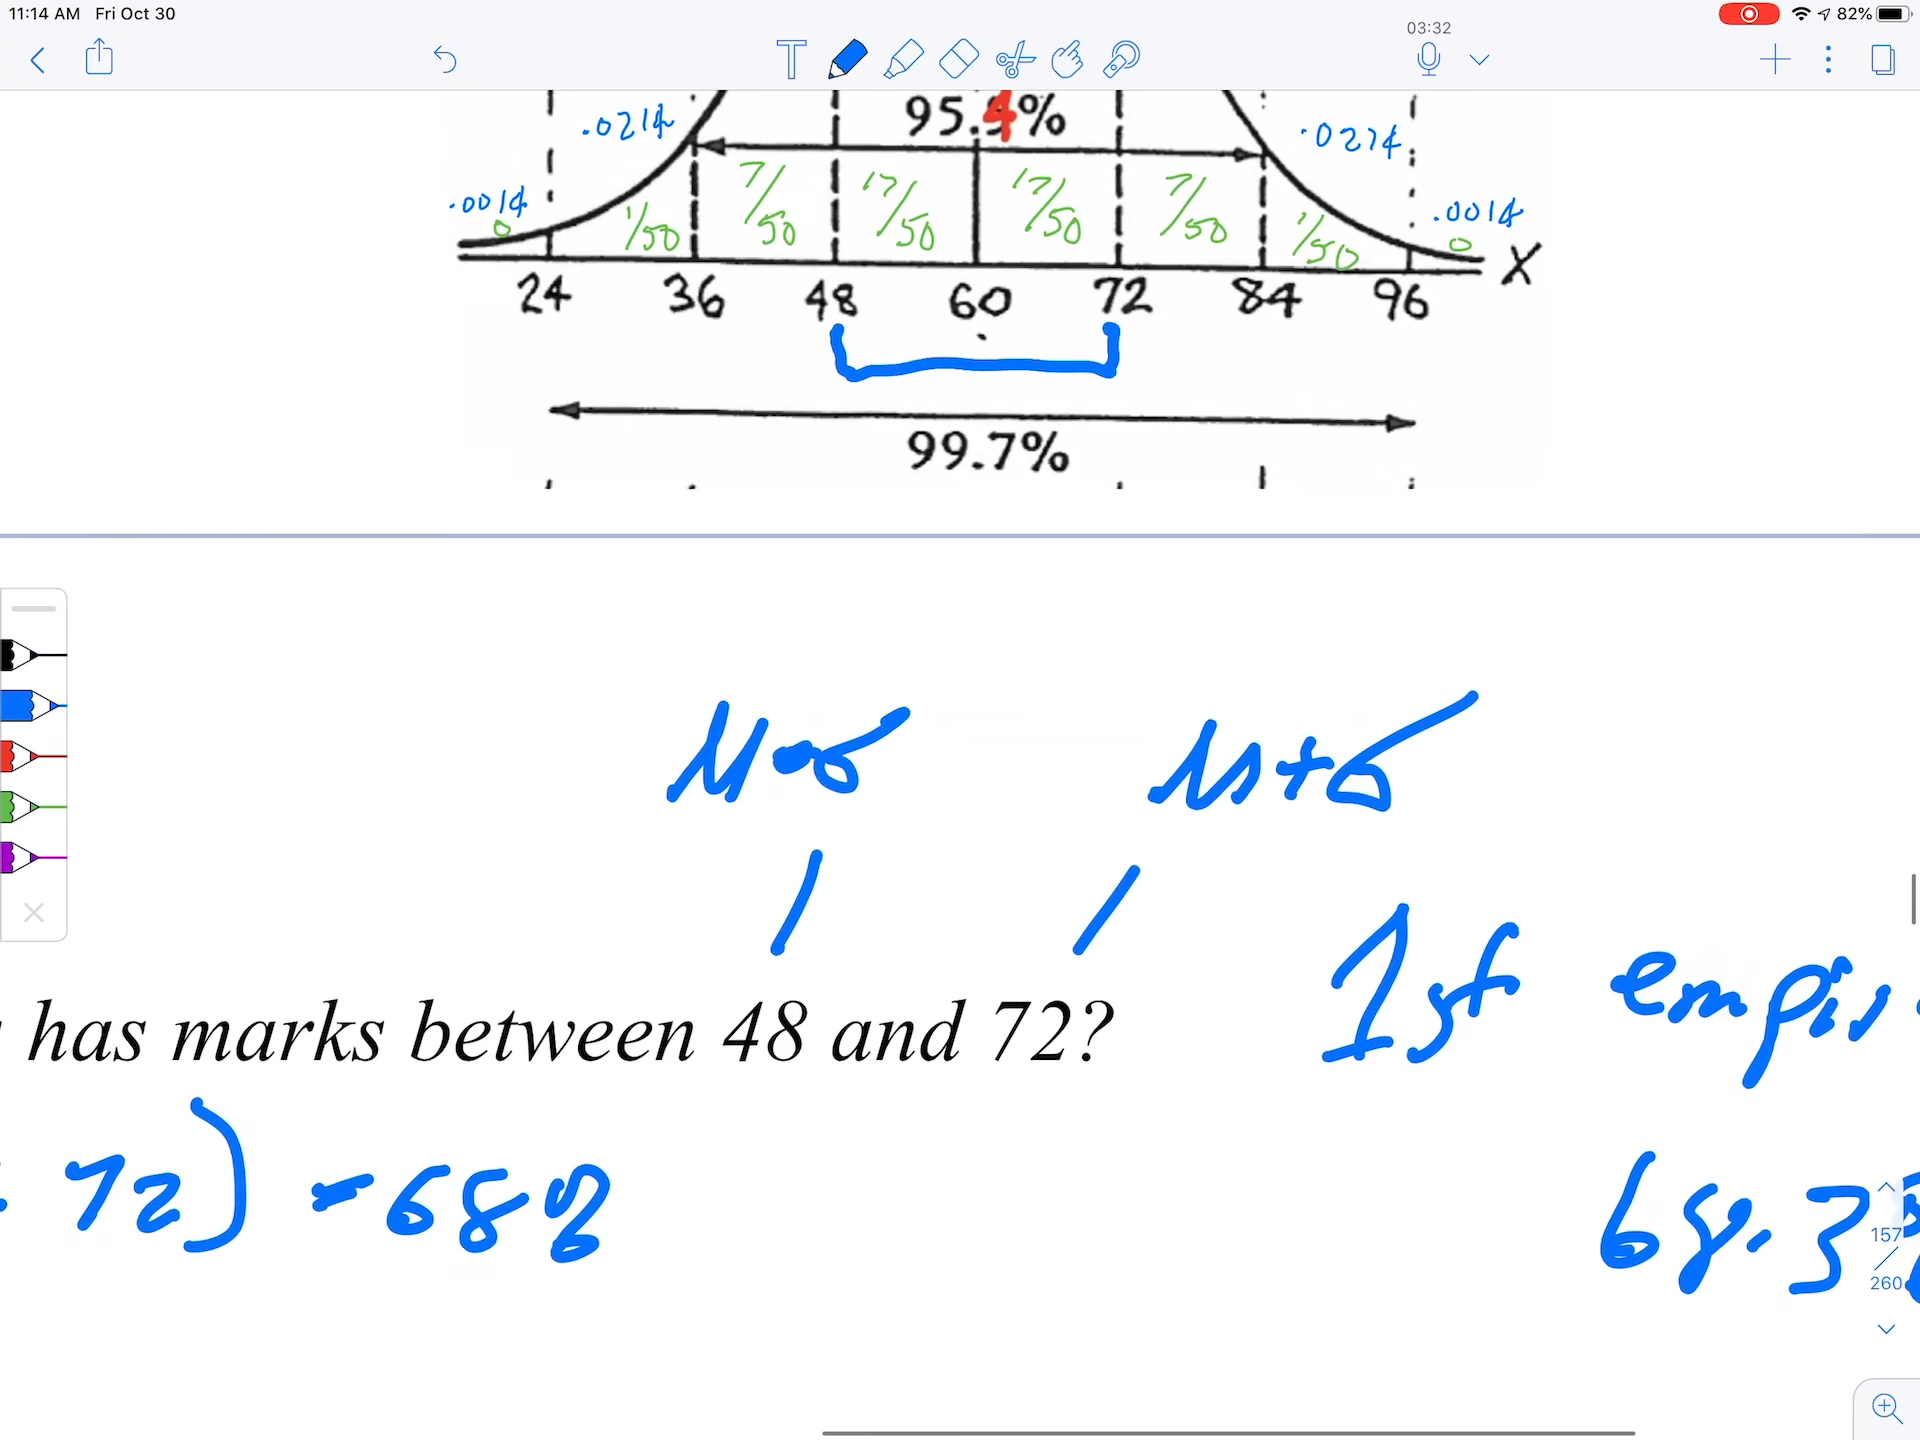 11:14 AM Fri Oct 30
82%
03:32
T
95.4%
.0214
.0214
.0014
.0014
0 1/50 7/50 17/50 17/50 7/50 1/50 0
X
24 36 48 60 72 84 96
99.7%
μ-σ μ+σ
1st
has marks between 48 and 72?
72) = 68%
68.3
157
260